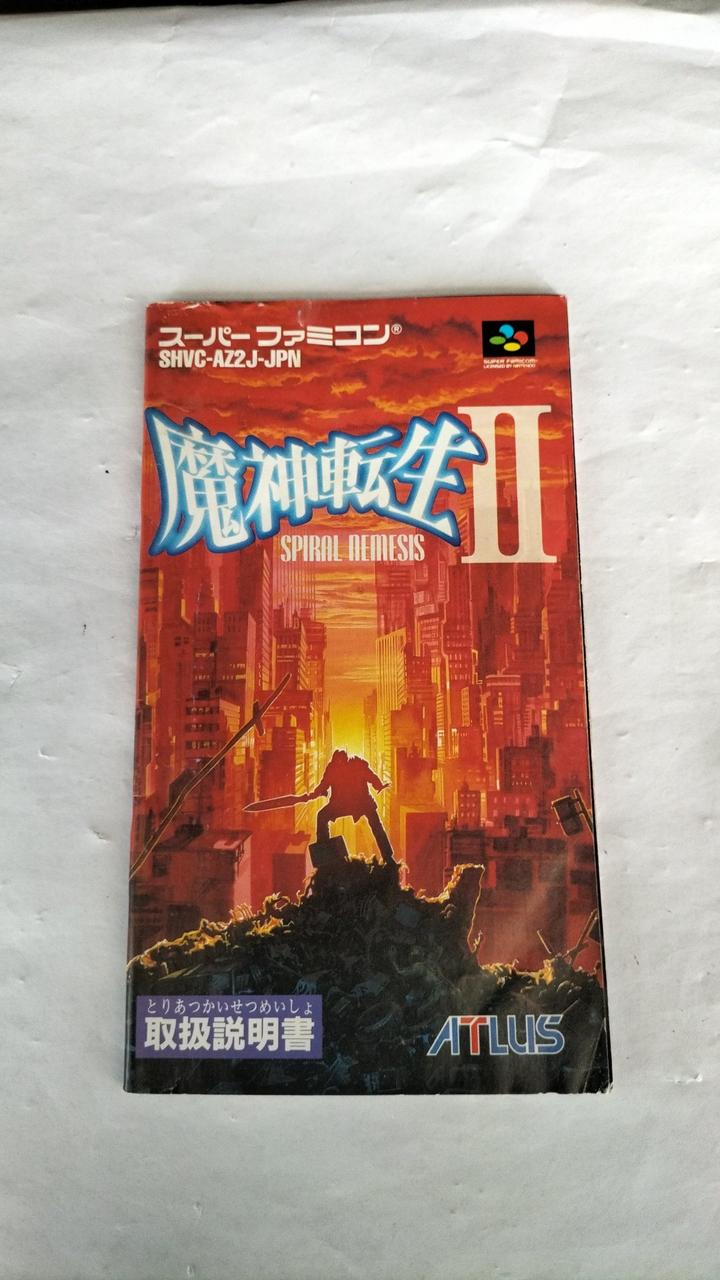 スーパーファミコン®
SHVC-AZ2J-JPN
SUPER FAMICOM
LICENSED BY NINTENDO
魔神転生II
SPIRAL NEMESIS
とりあつかいせつめいしょ
取扱説明書
ATLUS